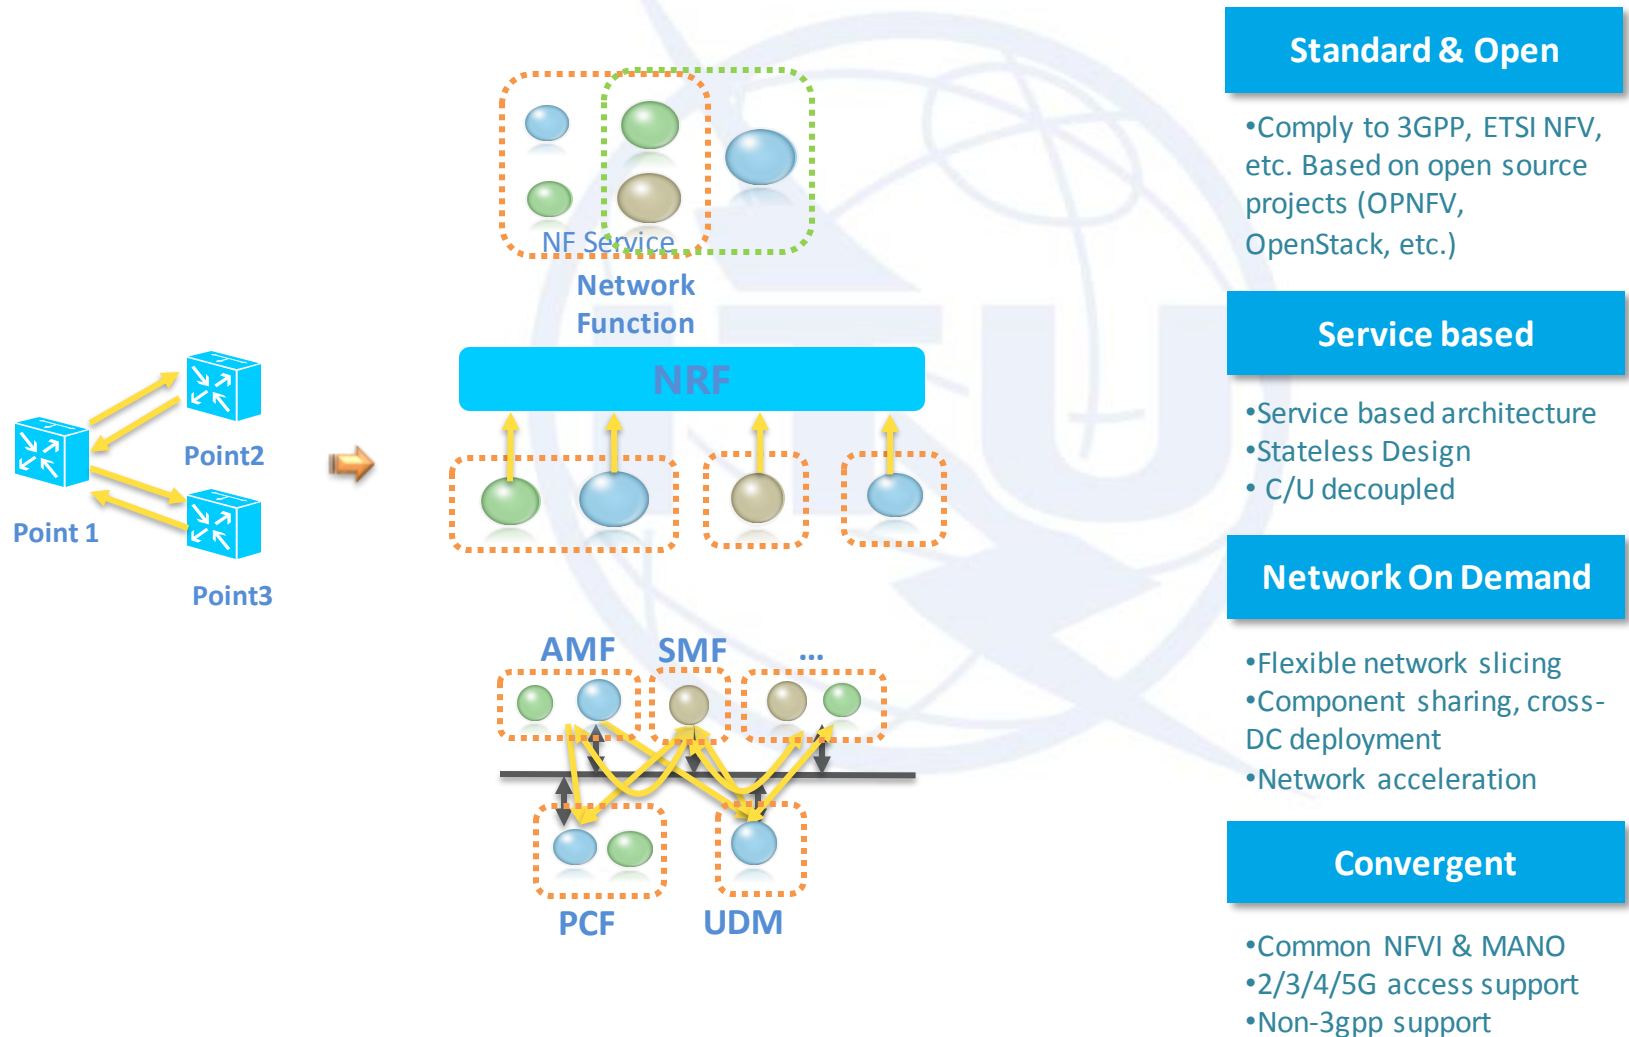 NF Service
Network
Function
NRF
Point2
Point 1
Point3
AMF
SMF
...
PCF
UDM
ITU
Standard & Open
•Comply to 3GPP, ETSI NFV,
etc. Based on open source
projects (OPNFV,
OpenStack, etc.)
Service based
•Service based architecture
•Stateless Design
• C/U decoupled
Network On Demand
•Flexible network slicing
•Component sharing, cross-
DC deployment
•Network acceleration
Convergent
•Common NFVI & MANO
•2/3/4/5G access support
•Non-3gpp support